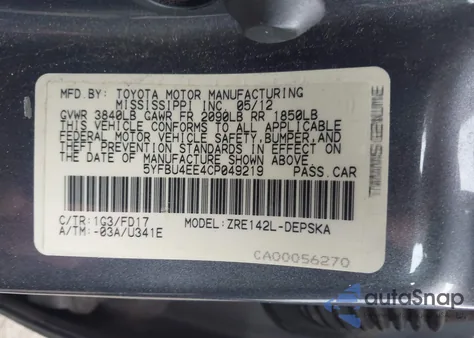 MFD BY: TOYOTA MOTOR MANUFACTURING
MISSISSIPPI INC 05/12
GVWR 3840LB GAWR FR 2090LB RR 1850LB
THIS VEHICLE CONFORMS TO ALL APPLICABLE
FEDERAL MOTOR VEHICLE SAFETY, BUMPER,
AND THEFT PREVENTION STANDARDS IN EFFECT
ON THE DATE OF MANUFACTURE SHOWN ABOVE.
5YFBU4EE4CP049219 PASS.CAR
C/TR:1G3/FD17 MODEL:ZRE142L-DEPSKA
A/TM:-03A/U341E
CA00056270
autoSnap